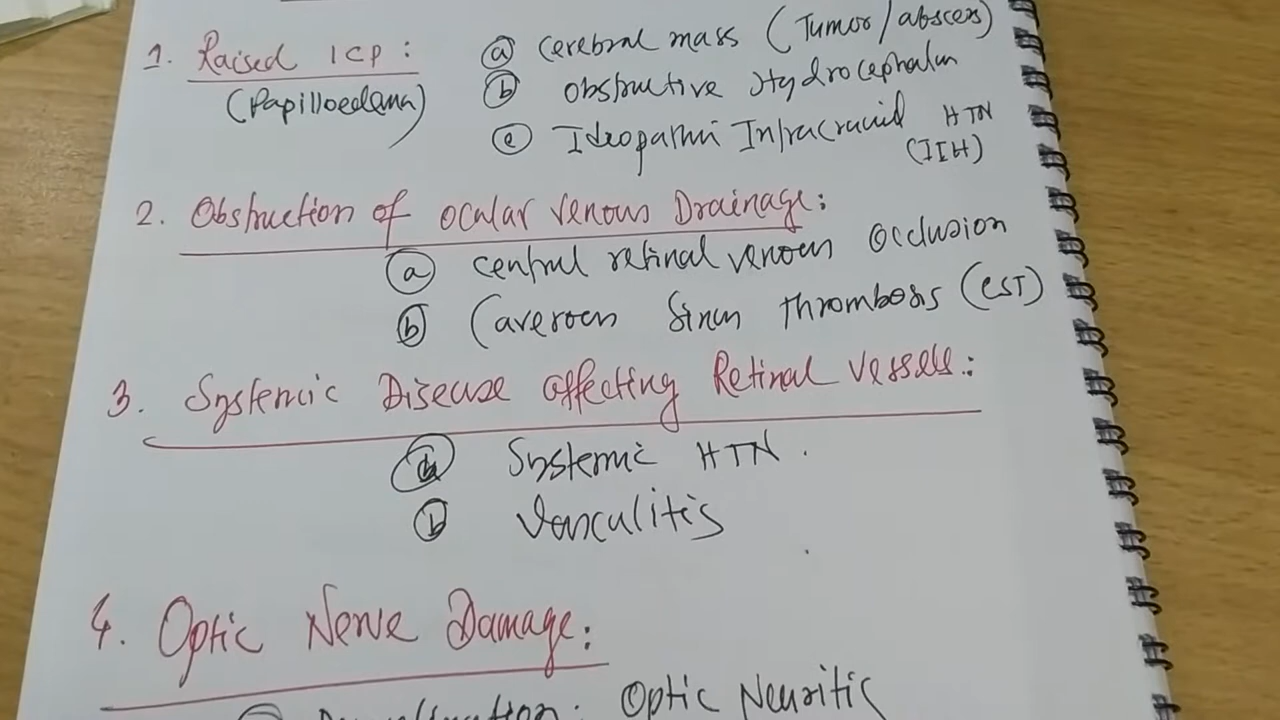 1. Raised ICP: ⓐ Cerebral mass (Tumor/abscess)
(Papilloedema) ⓑ Obstructive Hydrocephalus
ⓒ Ideopathic Intracranial HTN
(IIH)
2. Obstruction of ocular venous Drainage:
ⓐ Central retinal venous Occlusion
ⓑ Caverous Sinus thrombosis (CST)
3. Systemic Disease affecting Retinal Vessels:
ⓐ Systemic HTN.
ⓑ Vasculitis
4. Optic Nerve Damage:
Optic Neuritis